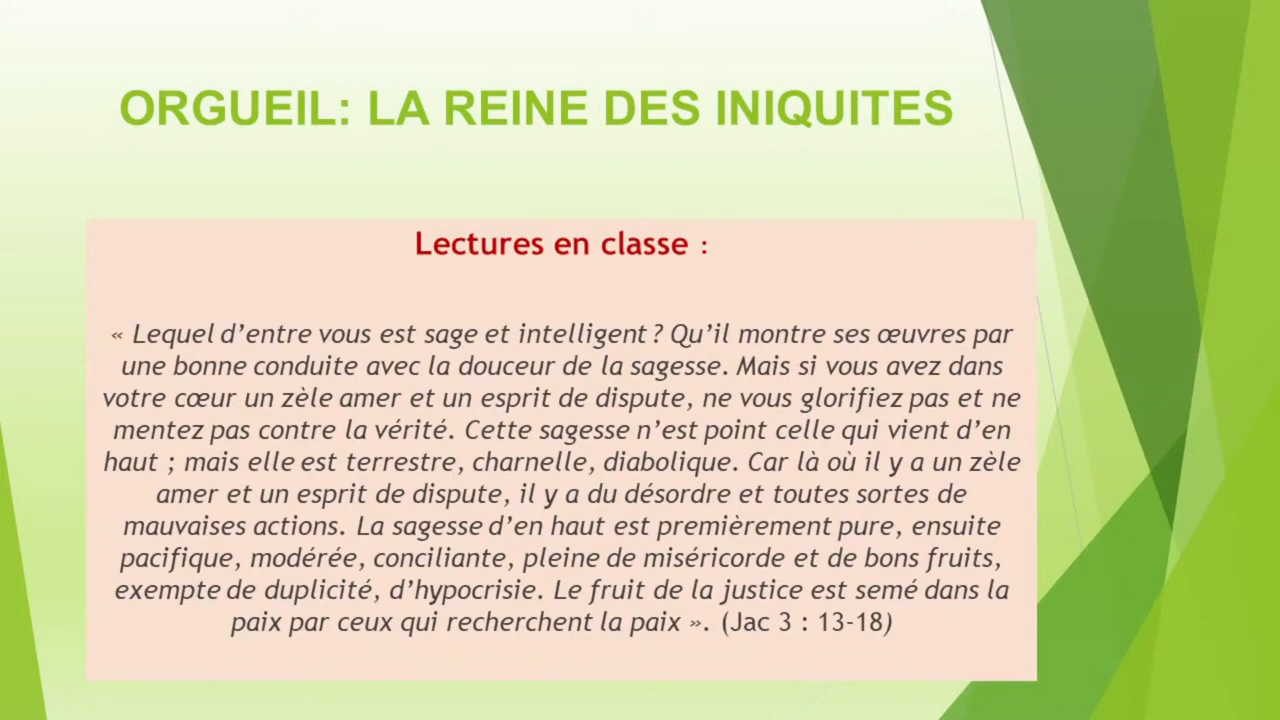 ORGUEIL: LA REINE DES INIQUITES
Lectures en classe :
« Lequel d’entre vous est sage et intelligent ? Qu’il montre ses œuvres par
une bonne conduite avec la douceur de la sagesse. Mais si vous avez dans
votre cœur un zèle amer et un esprit de dispute, ne vous glorifiez pas et ne
mentez pas contre la vérité. Cette sagesse n’est point celle qui vient d’en
haut ; mais elle est terrestre, charnelle, diabolique. Car là où il y a un zèle
amer et un esprit de dispute, il y a du désordre et toutes sortes de
mauvaises actions. La sagesse d’en haut est premièrement pure, ensuite
pacifique, modérée, conciliante, pleine de miséricorde et de bons fruits,
exempte de duplicité, d’hypocrisie. Le fruit de la justice est semé dans la
paix par ceux qui recherchent la paix ». (Jac 3 : 13-18)